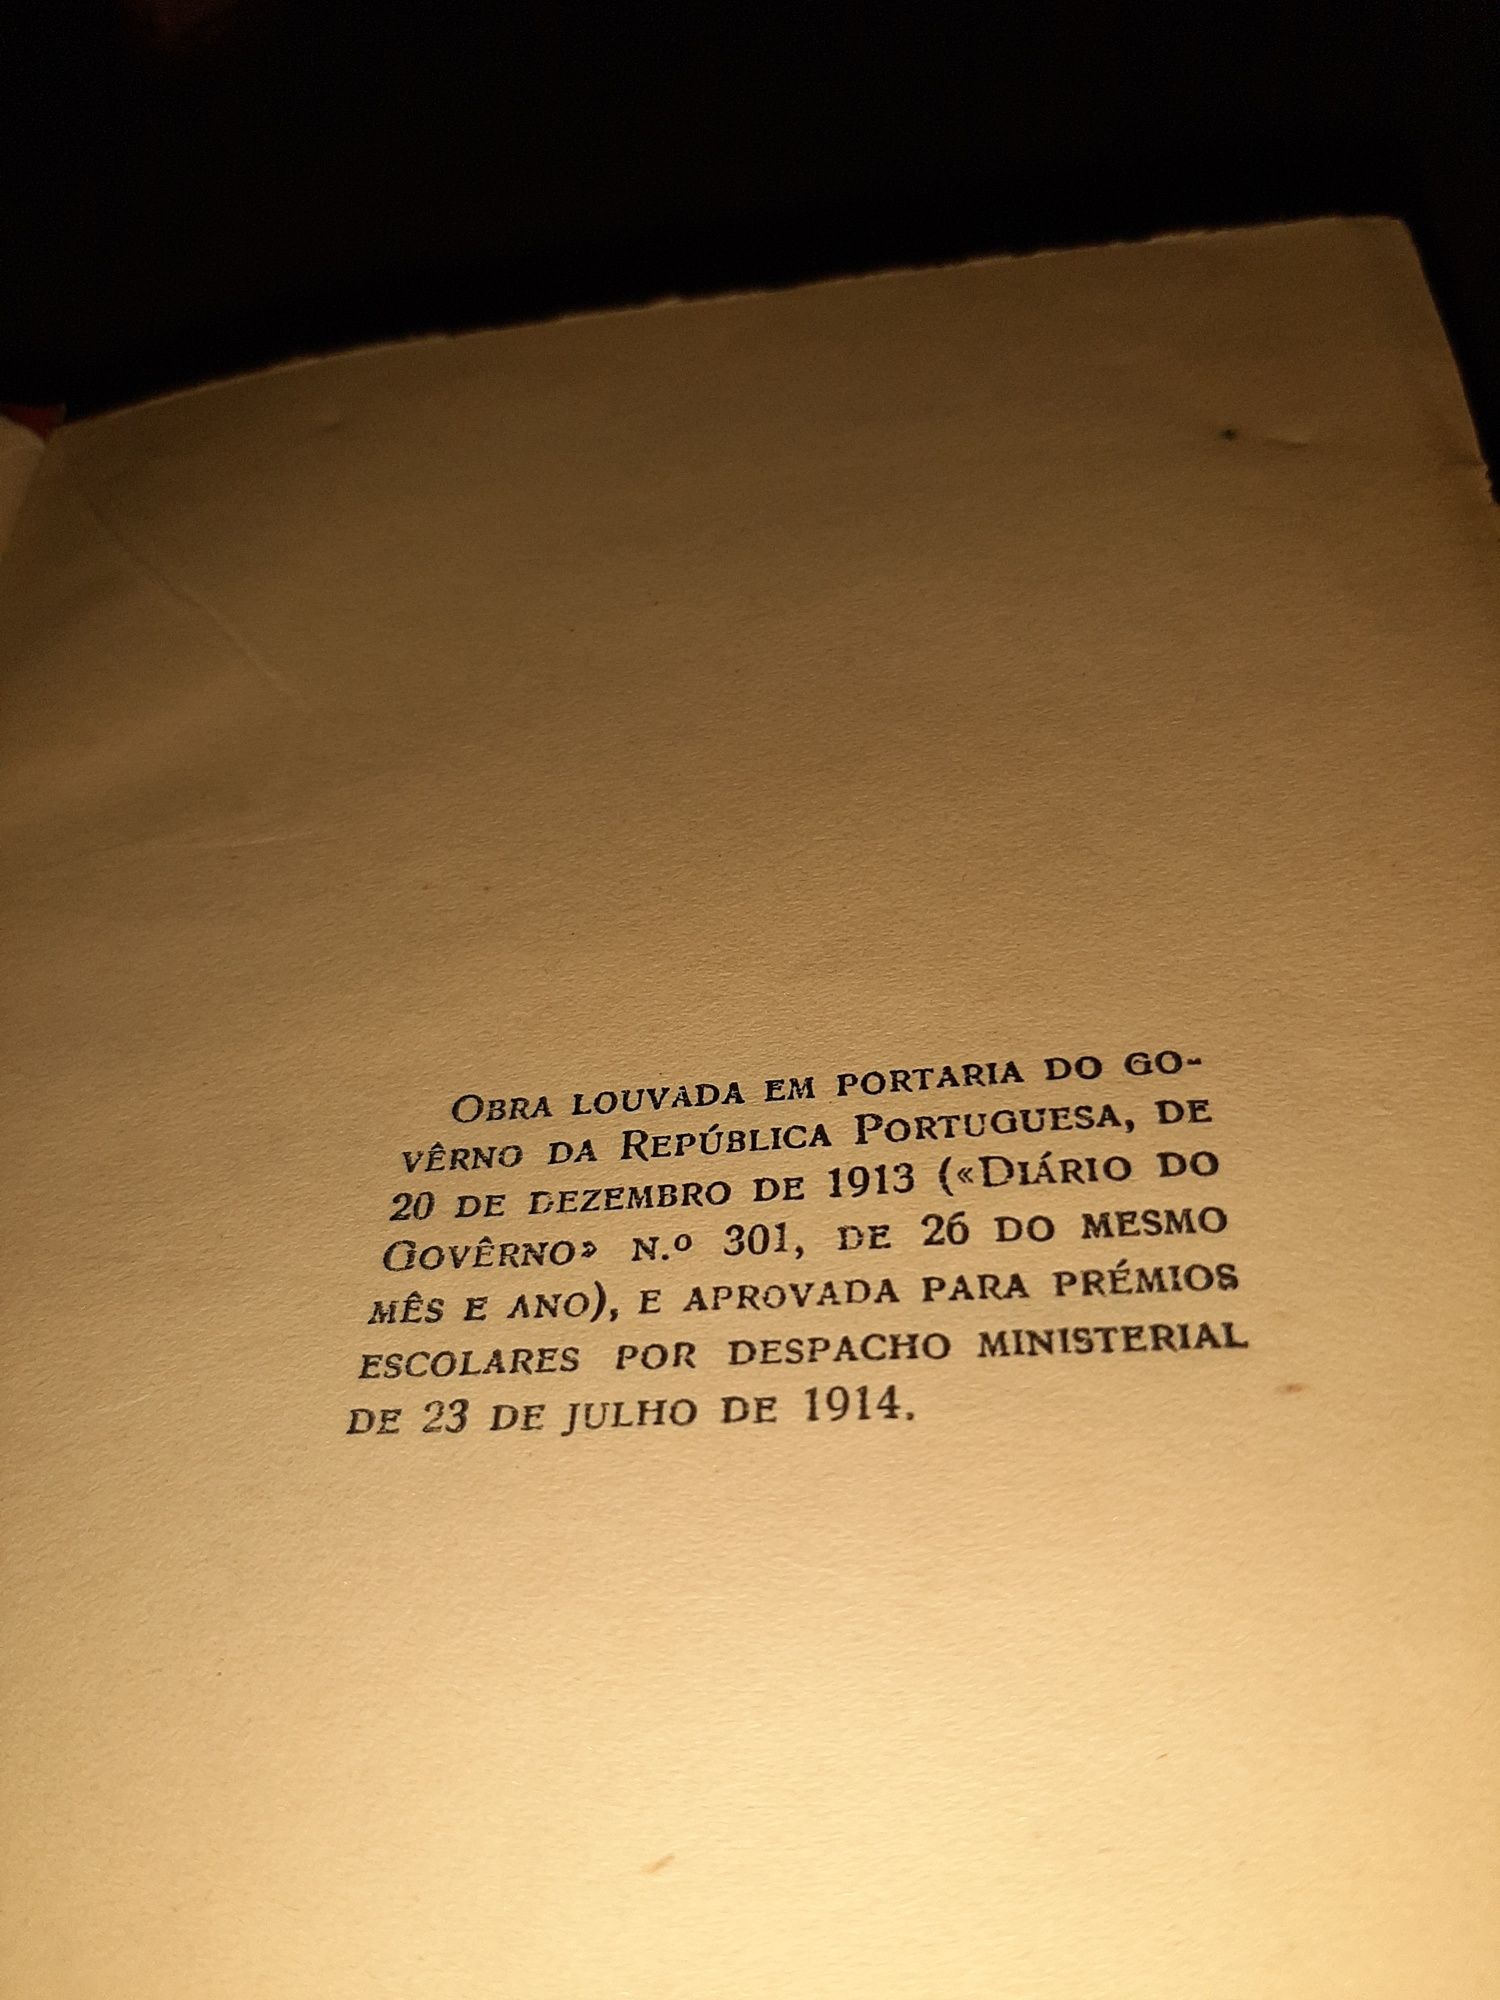 OBRA LOUVADA EM PORTARIA DO GO-
VÊRNO DA REPÚBLICA PORTUGUESA, DE
20 DE DEZEMBRO DE 1913 («DIÁRIO DO
GOVÊRNO» N.º 301, DE 26 DO MESMO
MÊS E ANO), E APROVADA PARA PRÉMIOS
ESCOLARES POR DESPACHO MINISTERIAL
DE 23 DE JULHO DE 1914.